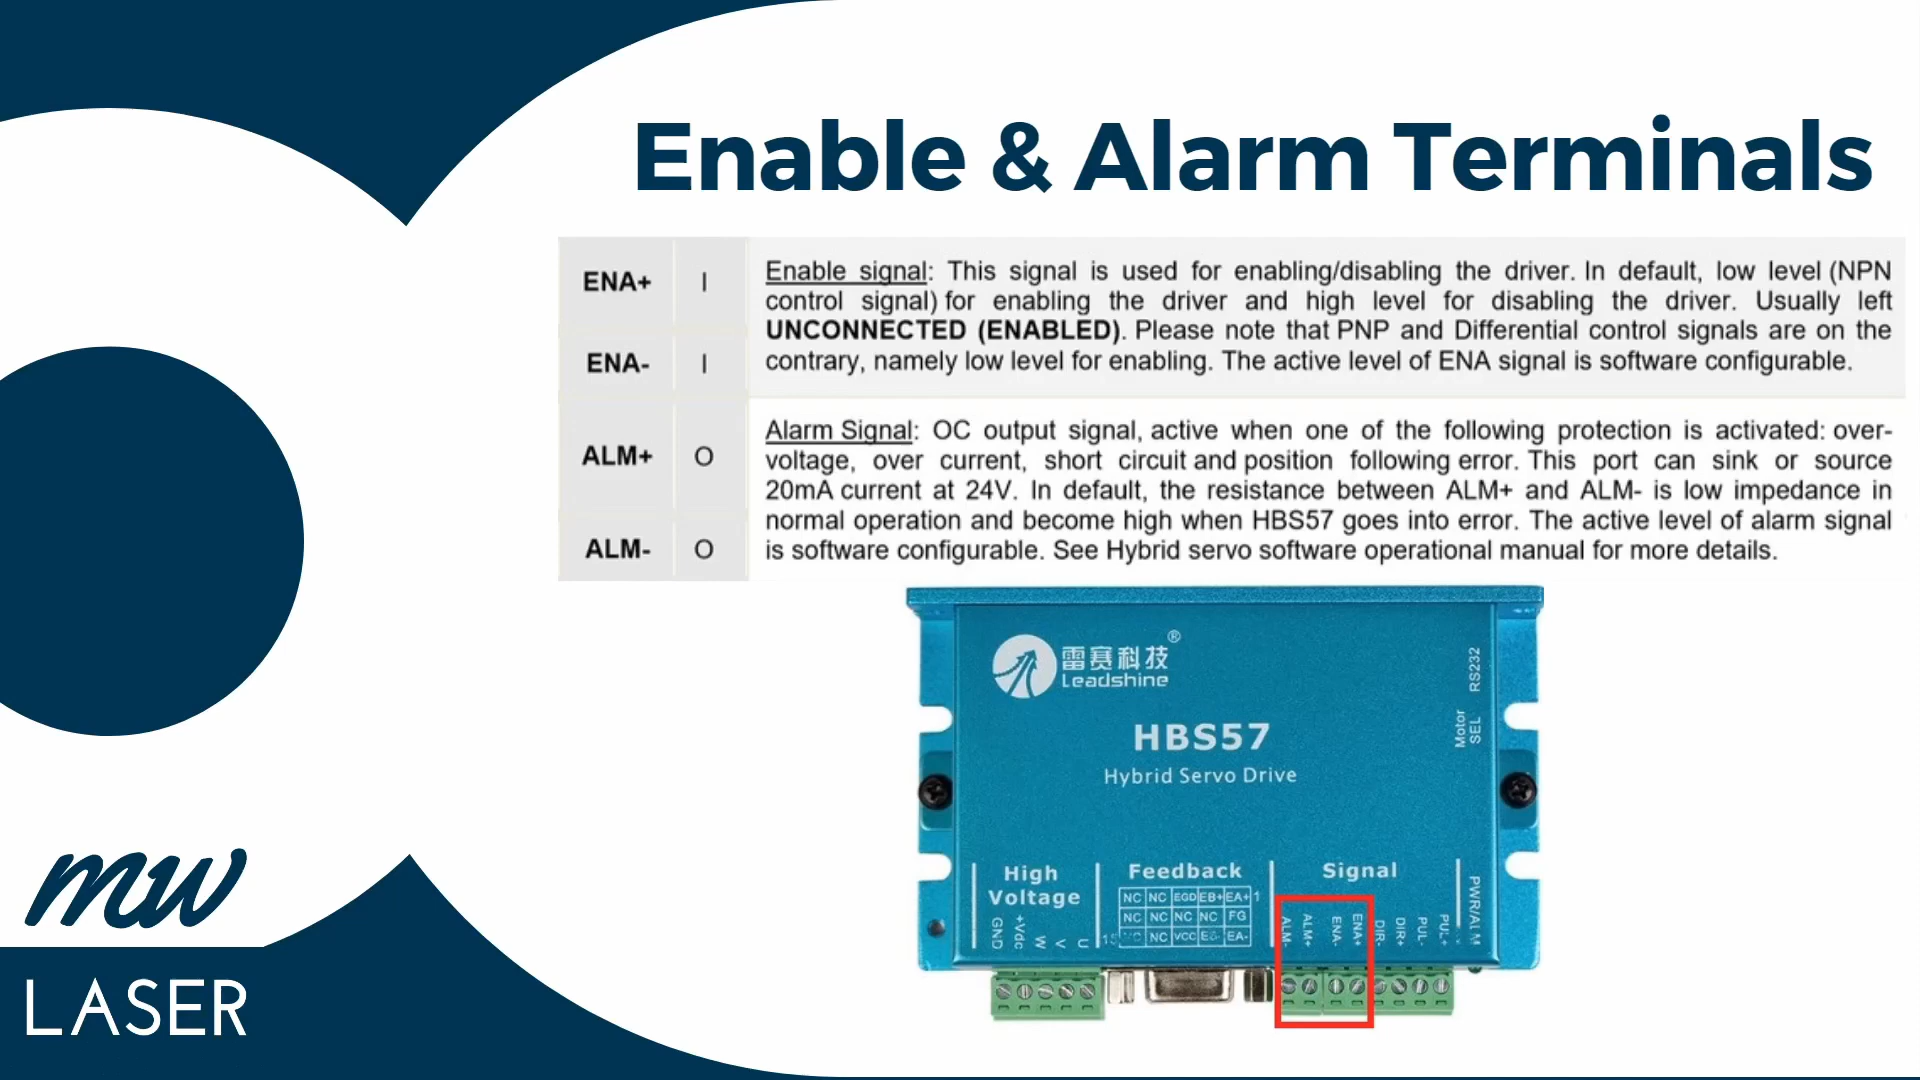 Enable & Alarm Terminals
ENA+ I
ENA- I
Enable signal: This signal is used for enabling/disabling the driver. In default, low level (NPN
control signal) for enabling the driver and high level for disabling the driver. Usually left
UNCONNECTED (ENABLED). Please note that PNP and Differential control signals are on the
contrary, namely low level for enabling. The active level of ENA signal is software configurable.
ALM+ O
ALM- O
Alarm Signal: OC output signal, active when one of the following protection is activated: over-
voltage, over current, short circuit and position following error. This port can sink or source
20mA current at 24V. In default, the resistance between ALM+ and ALM- is low impedance in
normal operation and become high when HBS57 goes into error. The active level of alarm signal
is software configurable. See Hybrid servo software operational manual for more details.
雷赛科技®
Leadshine
RS232
Motor
SEL
HBS57
Hybrid Servo Drive
High
Voltage
Feedback
Signal
PWR/ALM
NC NC EGD EB+ EA+ 1
NC NC NC NC FG
15 NC NC VCC EB- EA-
GND +Vdc W V U
ALM- ALM+ ENA- ENA+ DIR- DIR+ PUL- PUL+
mw
LASER